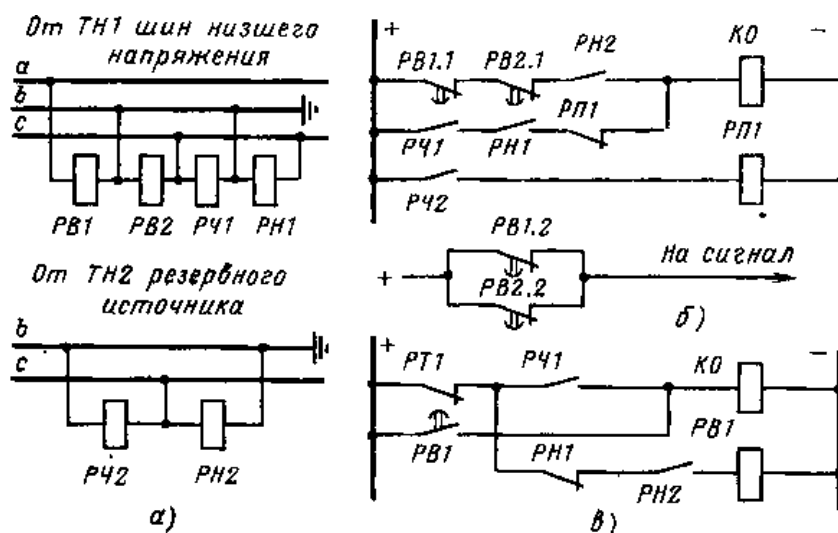 От ТН1 шин низшего
напряжения
a
b
c
РВ1 РВ2 РЧ1 РН1
От ТН2 резервного
источника
b
c
РЧ2 РН2
а)
+ −
РВ1.1 РВ2.1 РН2 КО
РЧ1 РН1 РП1 РП1
РЧ2
РВ1.2
+ На сигнал
РВ2.2
б)
+ −
РТ1 РЧ1 КО
РВ1 РВ1
РН1 РН2
в)